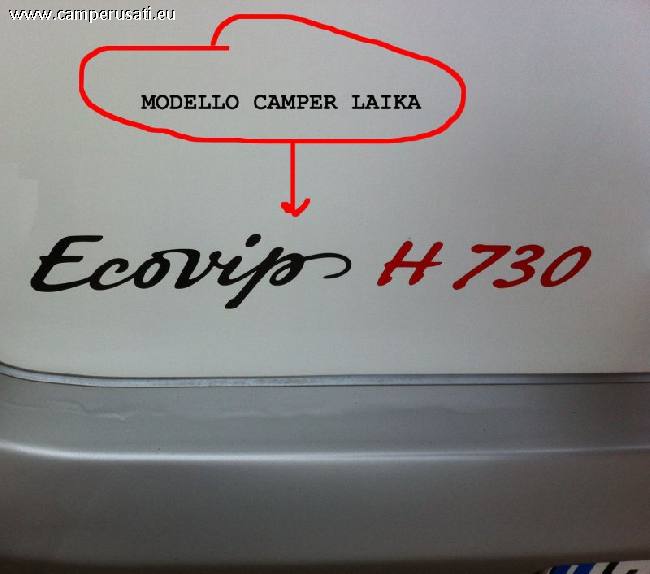 www.camperusati.eu
MODELLO CAMPER LAIKA
Ecovip H 730